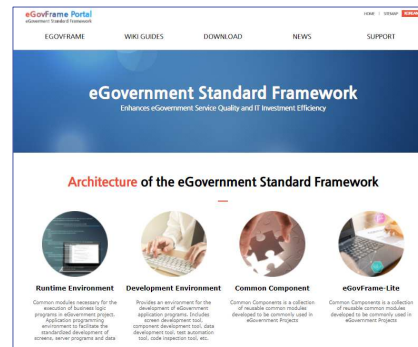 eGovFrame Portal
eGovernment Standard Framework
HOME | SITEMAP
EGOVFRAME WIKI GUIDES DOWNLOAD NEWS SUPPORT
eGovernment Standard Framework
Enhances eGovernment Service Quality and IT Investment Efficiency
Architecture of the eGovernment Standard Framework
Runtime Environment
Common modules necessary for the
execution of business logic
programs in eGovernment project.
Application programming
environment to facilitate the
standardized development of
screens, server programs and data
Development Environment
Provides an environment for the
development of eGovernment
application programs. Includes
screen development tool,
component development tool, data
development tool, test automation
tool, code inspection tool, etc.
Common Component
Common Components is a collection
of reusable common modules
developed to be commonly used in
eGovernment Projects
eGovFrame-Lite
Common Components is a collection
of reusable common modules
developed to be commonly used in
eGovernment Projects